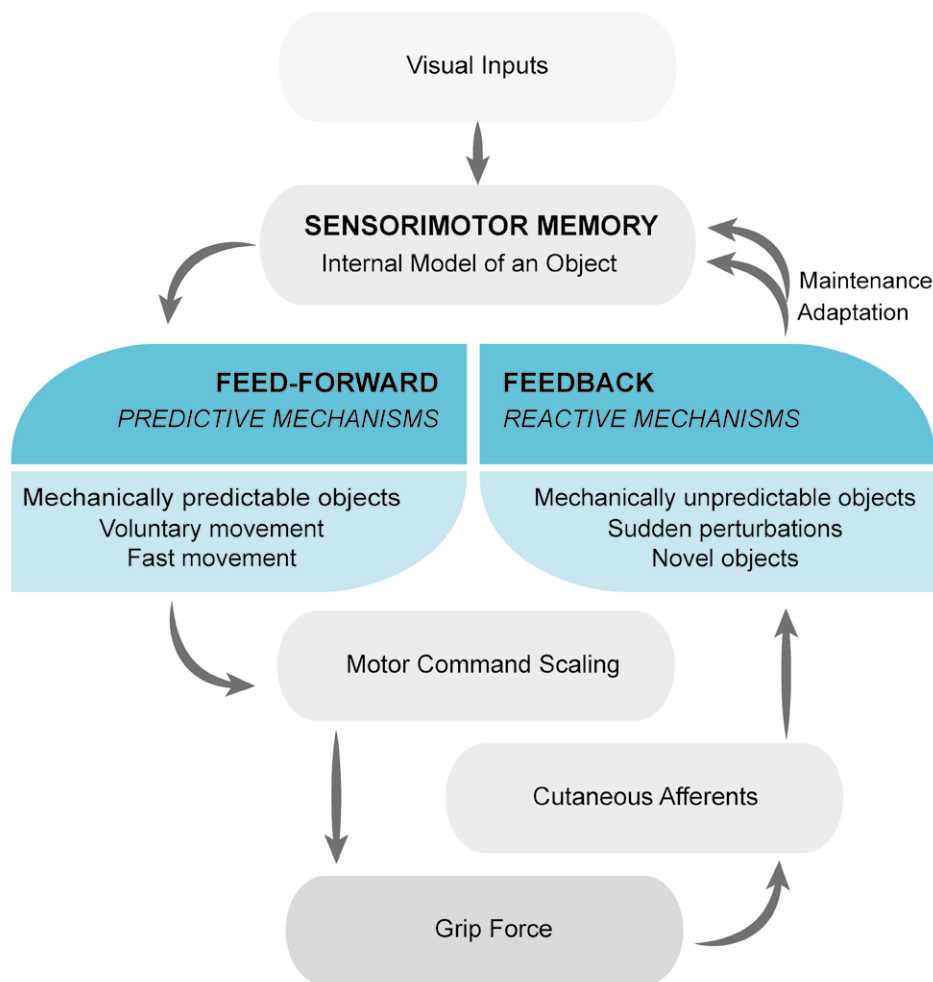 Visual Inputs
SENSORIMOTOR MEMORY
Internal Model of an Object
Maintenance
Adaptation
FEED-FORWARD
PREDICTIVE MECHANISMS
FEEDBACK
REACTIVE MECHANISMS
Mechanically predictable objects
Voluntary movement
Fast movement
Mechanically unpredictable objects
Sudden perturbations
Novel objects
Motor Command Scaling
Cutaneous Afferents
Grip Force